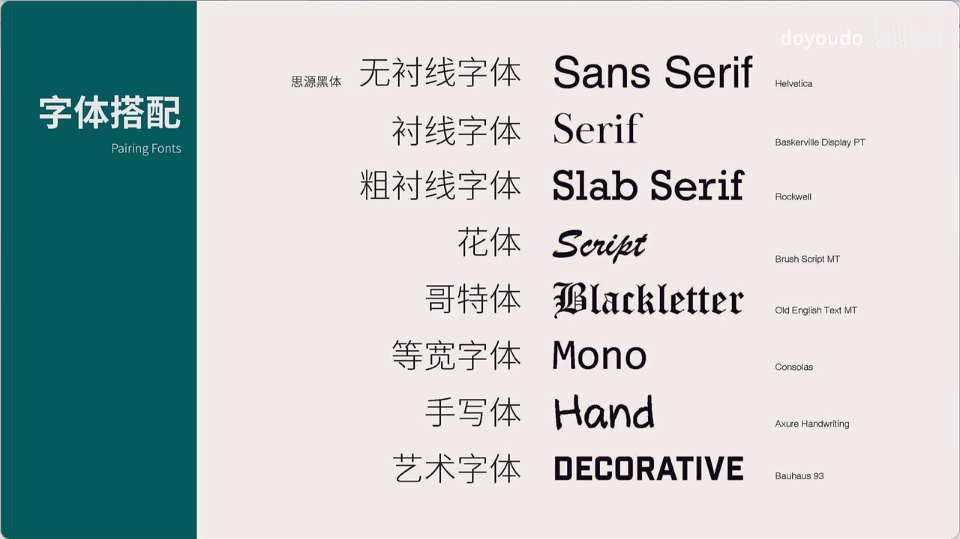 doyoudo
字体搭配
Pairing Fonts
思源黑体 无衬线字体 Sans Serif Helvetica
衬线字体 Serif Baskerville Display PT
粗衬线字体 Slab Serif Rockwell
花体 Script Brush Script MT
哥特体 Blackletter Old English Text MT
等宽字体 Mono Consolas
手写体 Hand Axure Handwriting
艺术字体 DECORATIVE Bauhaus 93